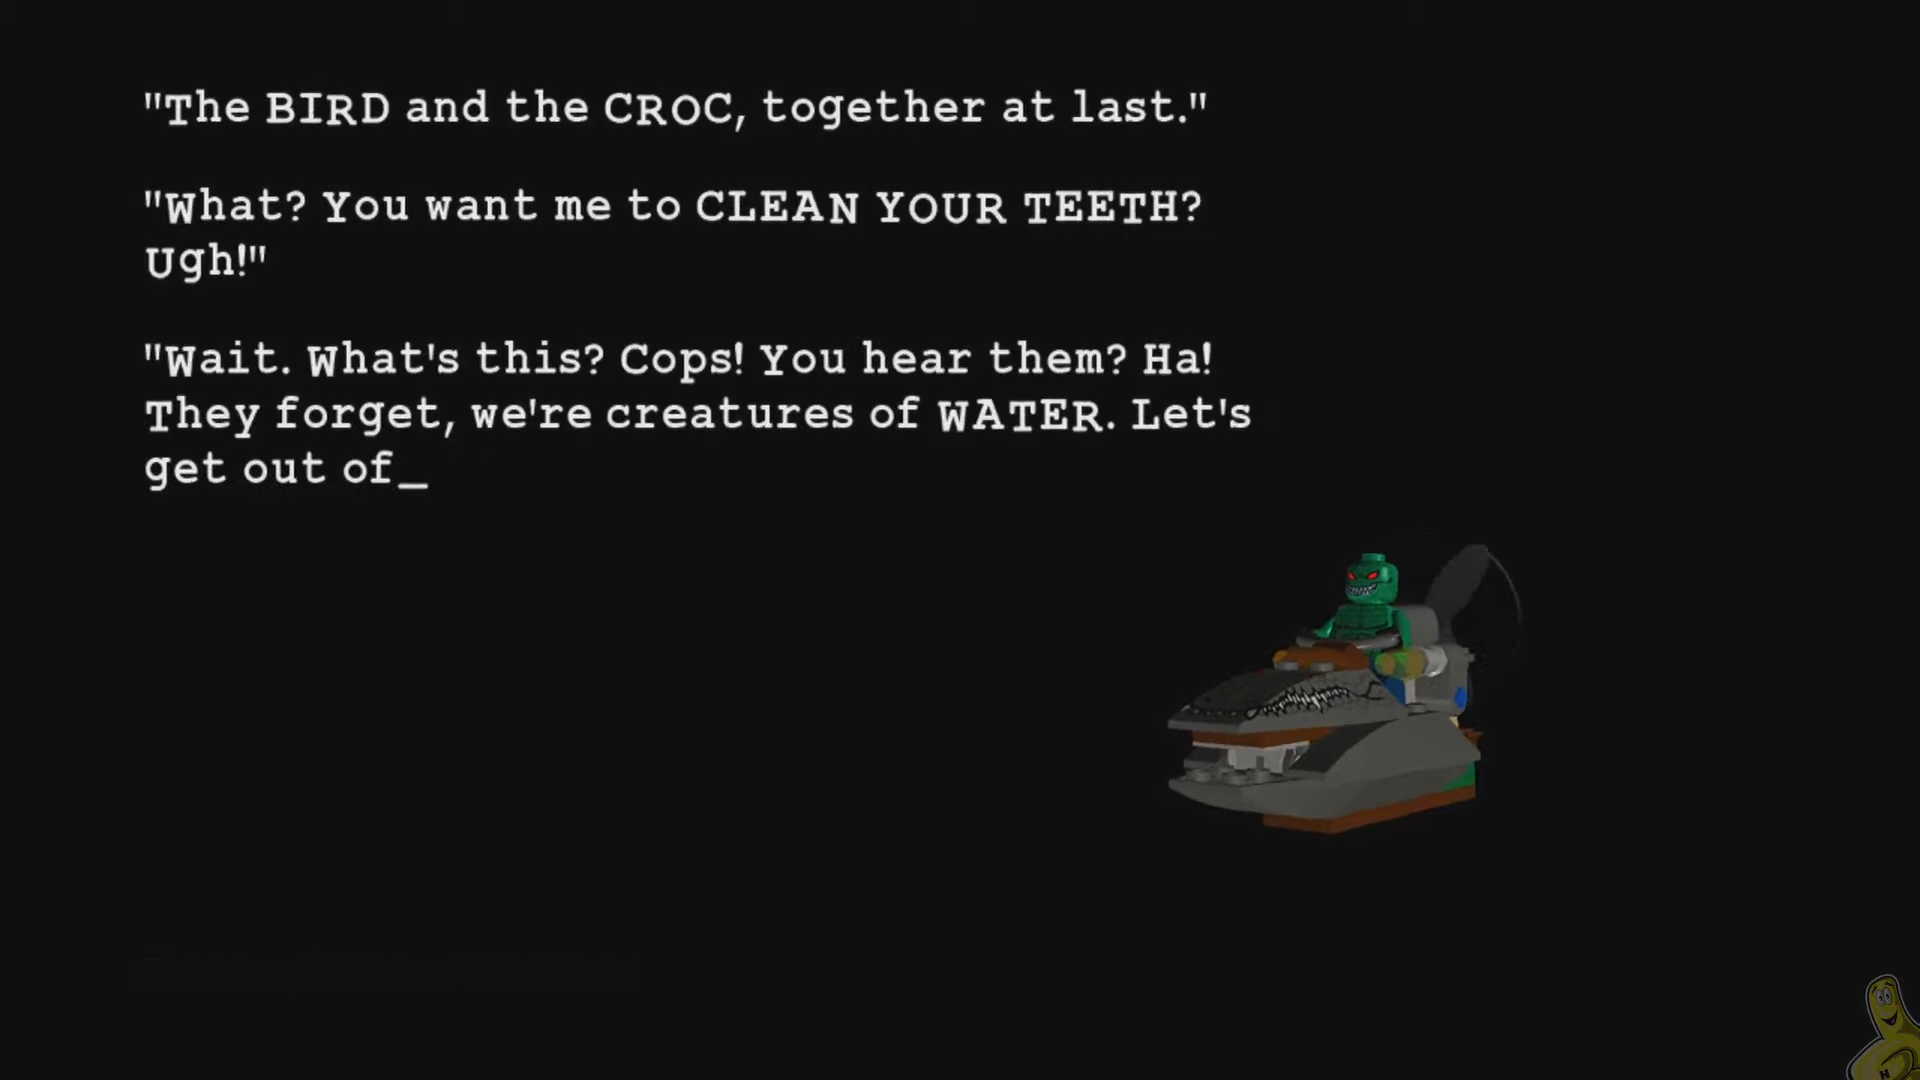 "The BIRD and the CROC, together at last."
"What? You want me to CLEAN YOUR TEETH?
Ugh!"
"Wait. What's this? Cops! You hear them? Ha!
They forget, we're creatures of WATER. Let's
get out of_
H